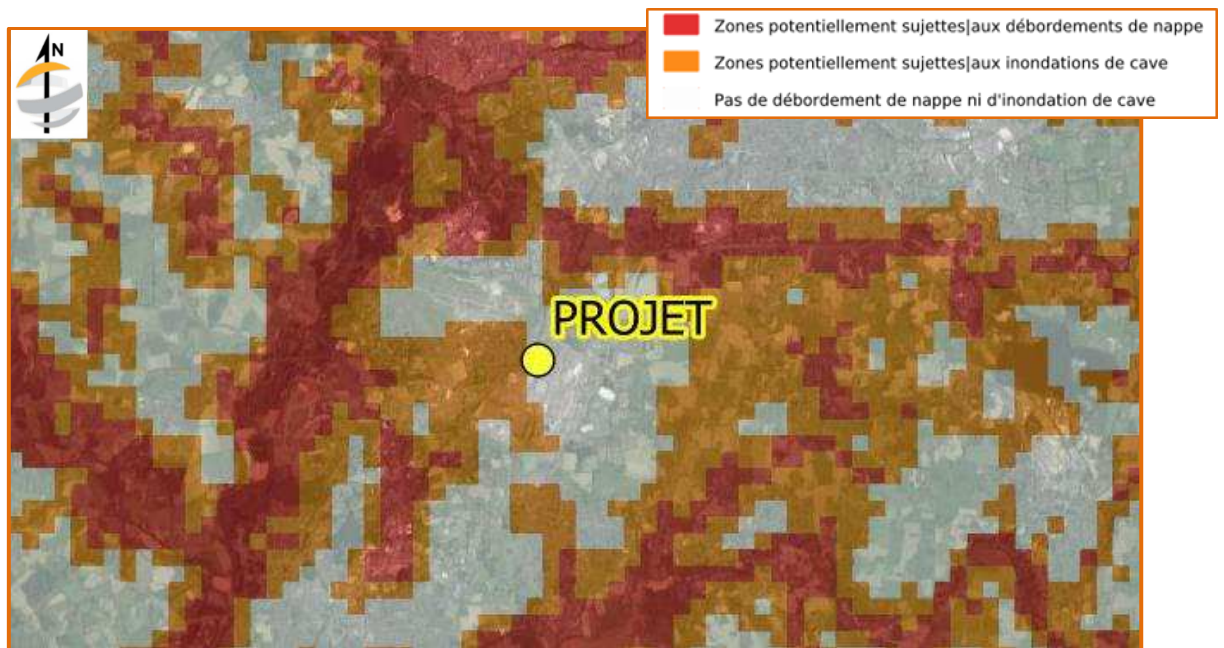 N
Zones potentiellement sujettes|aux débordements de nappe
Zones potentiellement sujettes|aux inondations de cave
Pas de débordement de nappe ni d'inondation de cave
PROJET